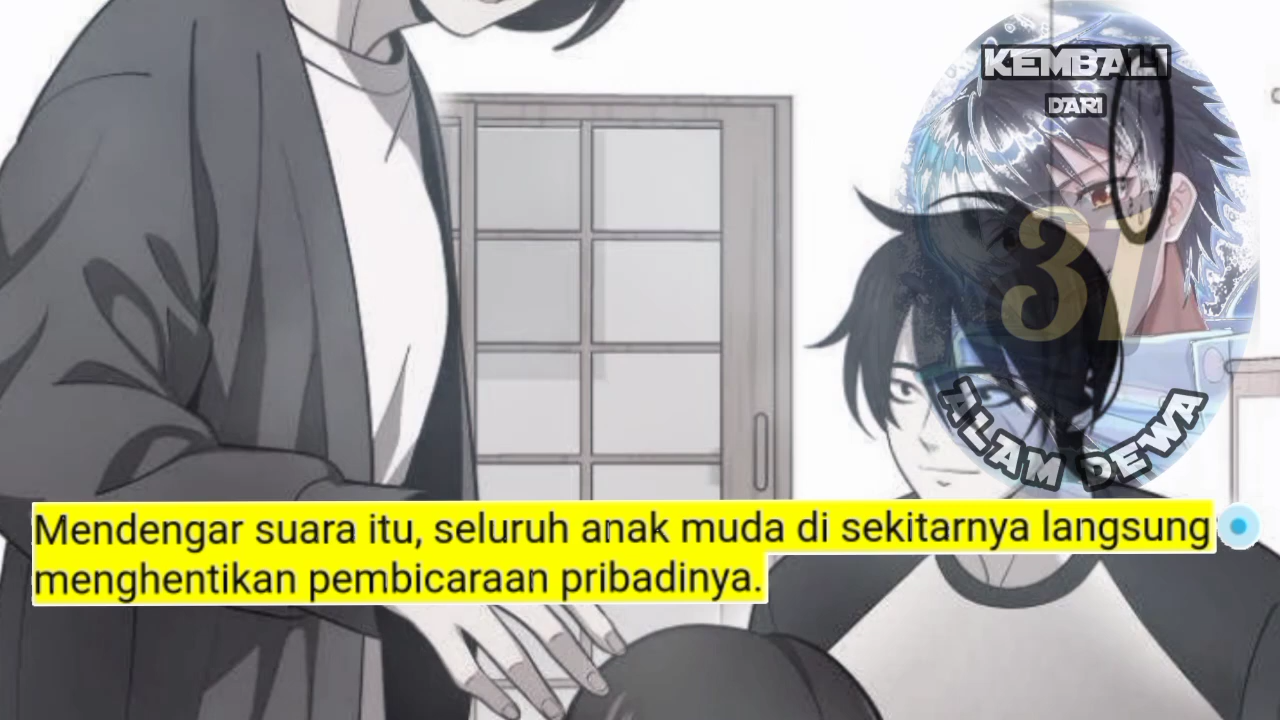 KEMBALI
DARI
37
ALAM DEWA
Mendengar suara itu, seluruh anak muda di sekitarnya langsung
menghentikan pembicaraan pribadinya.